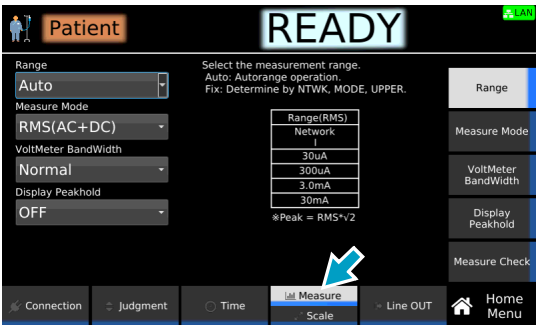 Patient
READY
LAN
Range
Auto
Measure Mode
RMS(AC+DC)
VoltMeter BandWidth
Normal
Display Peakhold
OFF
Select the measurement range.
Auto: Autorange operation.
Fix: Determine by NTWK, MODE, UPPER.
Range(RMS)
Network
I
30uA
300uA
3.0mA
30mA
※Peak = RMS*√2
Range
Measure Mode
VoltMeter
BandWidth
Display
Peakhold
Measure Check
Connection
Judgment
Time
Measure
Scale
Line OUT
Home
Menu